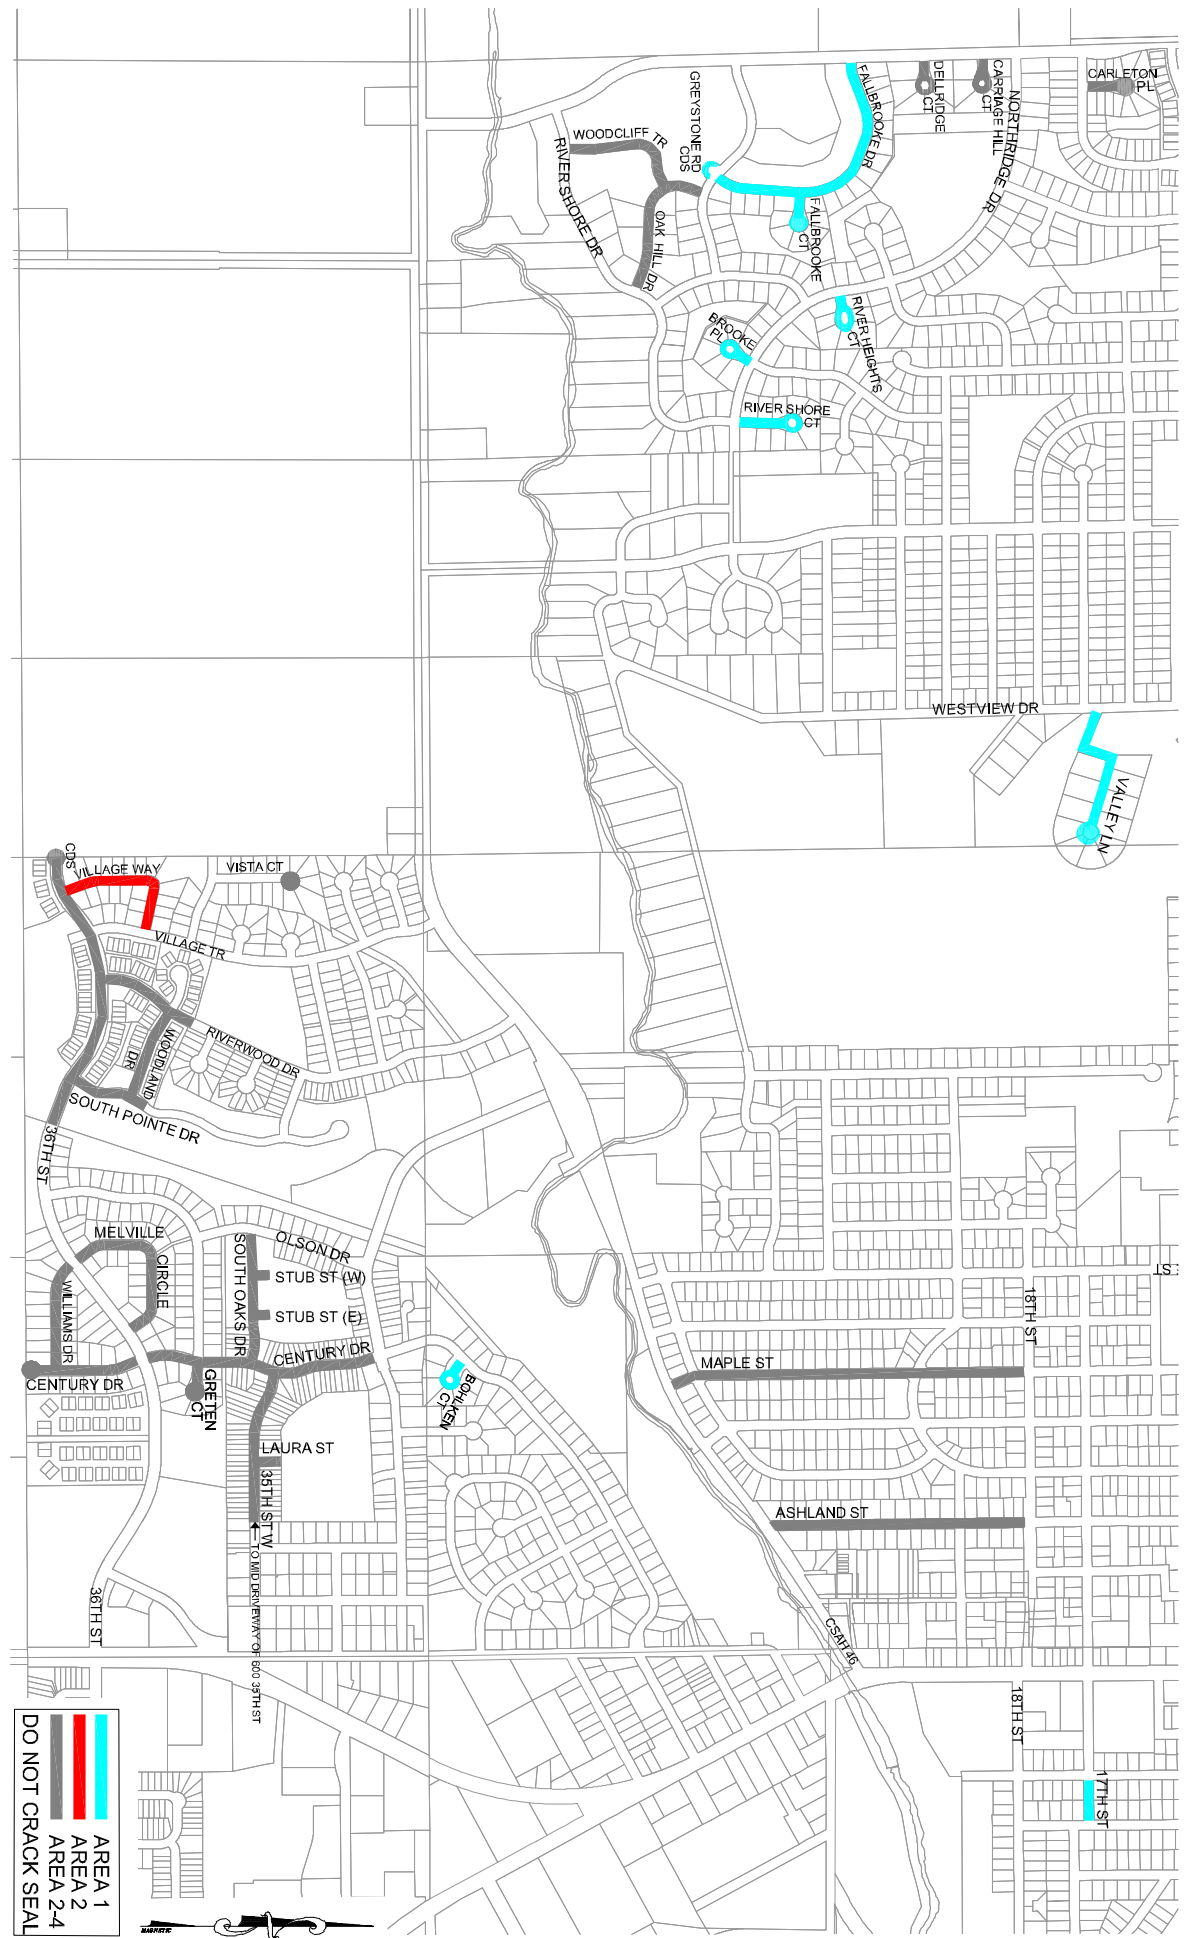 FALLBROOKE DR
DELLRIDGE
CT
CARRIAGE HILL
CT
CARLETON
PL
NORTHRIDGE DR
GREYSTONE RD
CDS
WOODCLIFF TR
RIVER SHORE DR
OAK HILL DR
FALLBROOKE
CT
RIVER HEIGHTS
CT
BROOKE
PL
RIVER SHORE
CT
WESTVIEW DR
VALLEY LN
CDS
VILLAGE WAY
VISTA CT
VILLAGE TR
RIVERWOOD DR
WOODLAND
DR
SOUTH POINTE DR
36TH ST
MELVILLE
CIRCLE
WILLIAMS DR
SOUTH OAKS DR
OLSON DR
STUB ST (W)
STUB ST (E)
CENTURY DR
CENTURY DR
GRETEN
CT
LAURA ST
35TH ST W
TO MID DRIVEWAY OF 600 35TH ST
36TH ST
BOHLKEN
CT
18TH ST
MAPLE ST
ASHLAND ST
CSAH 46
18TH ST
17TH ST
AREA 1
AREA 2
AREA 2-4
DO NOT CRACK SEAL
MAGNETIC